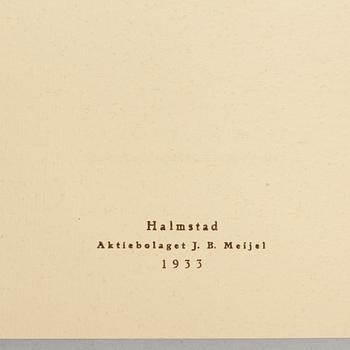 Halmstad
Aktiebolaget J. B. Meijel
1933